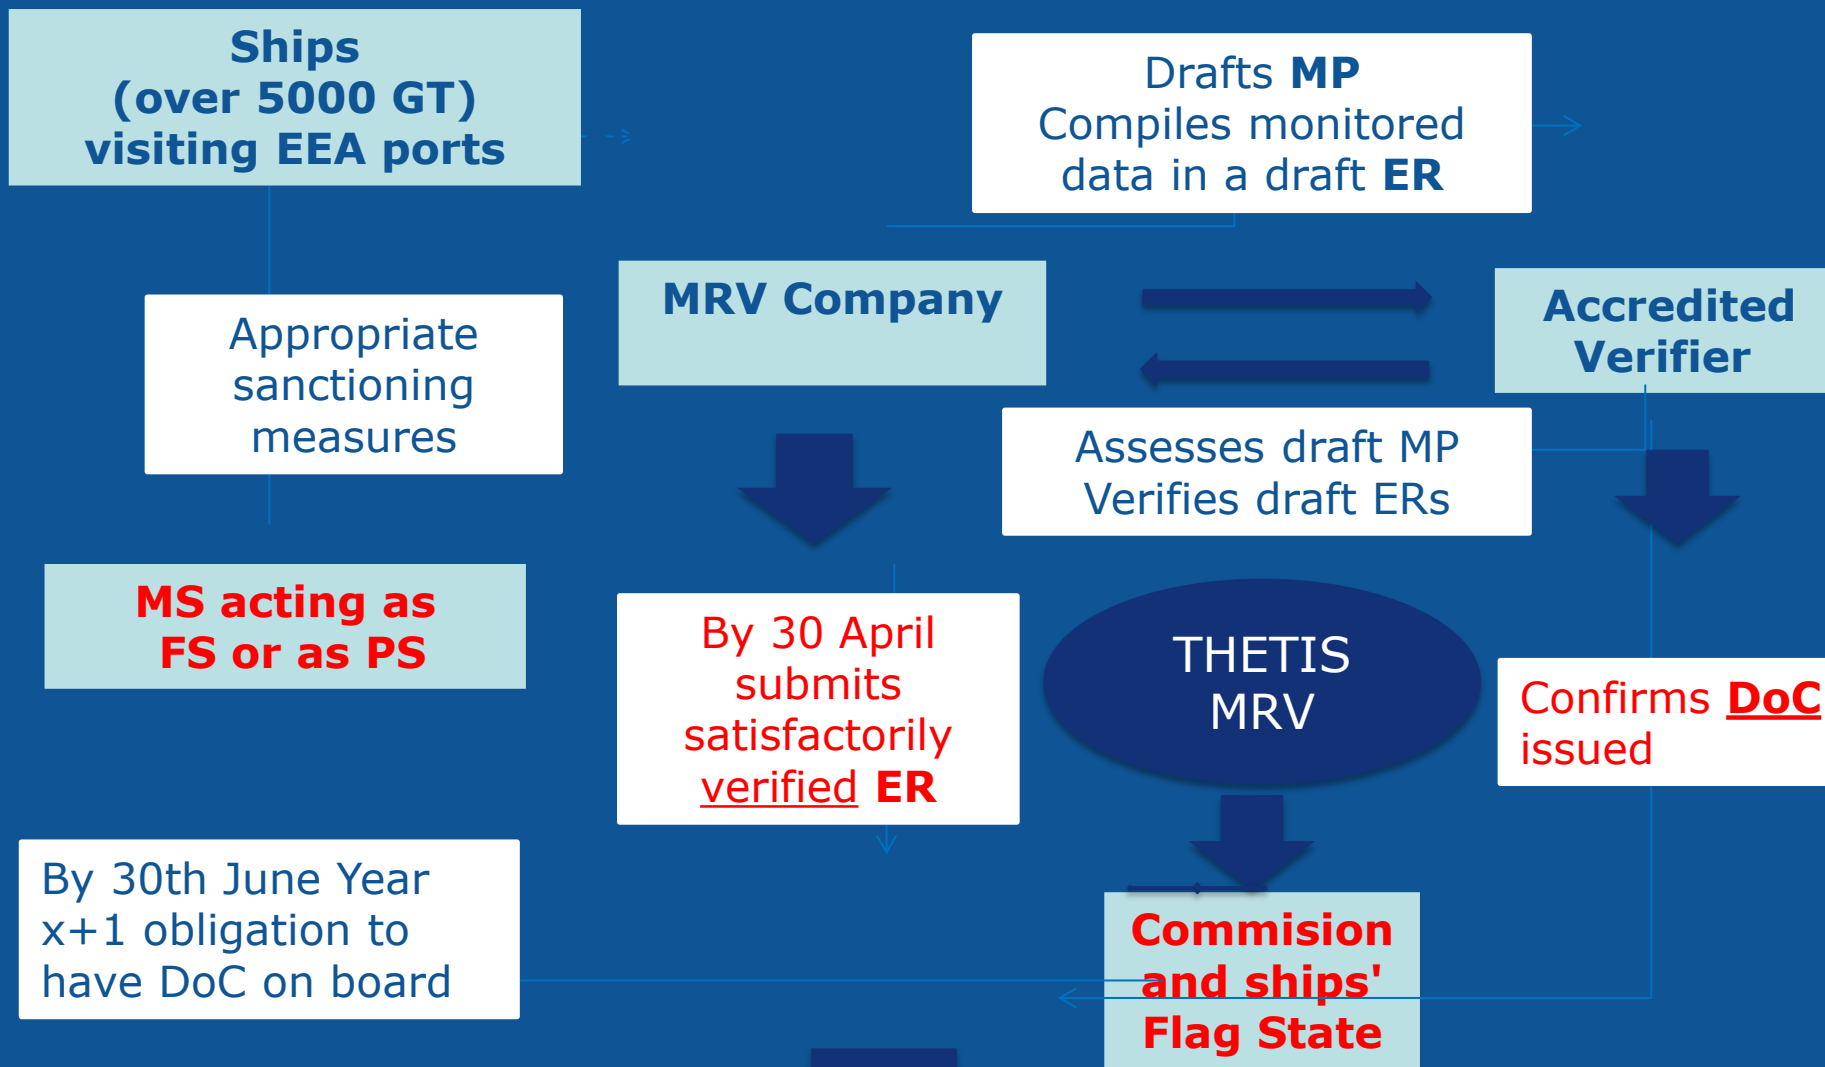 Ships
(over 5000 GT)
visiting EEA ports
Drafts MP
Compiles monitored
data in a draft ER
MRV Company
Accredited
Verifier
Appropriate
sanctioning
measures
Assesses draft MP
Verifies draft ERs
MS acting as
FS or as PS
By 30 April
submits
satisfactorily
verified ER
THETIS
MRV
Confirms DoC
issued
By 30th June Year
x+1 obligation to
have DoC on board
Commision
and ships'
Flag State